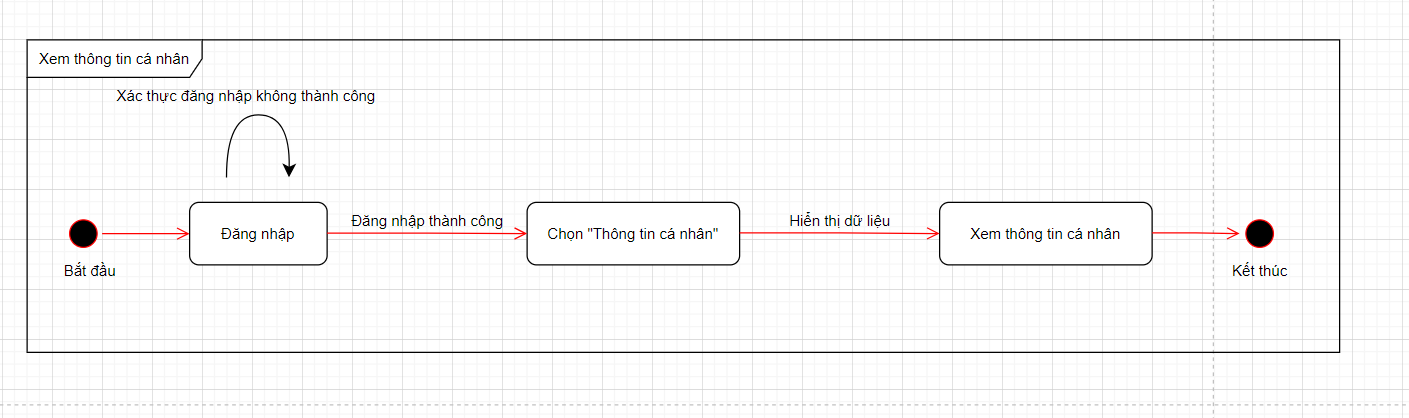 Xem thông tin cá nhân
Xác thực đăng nhập không thành công
Đăng nhập
Đăng nhập thành công
Chọn "Thông tin cá nhân"
Hiển thị dữ liệu
Xem thông tin cá nhân
Bắt đầu
Kết thúc